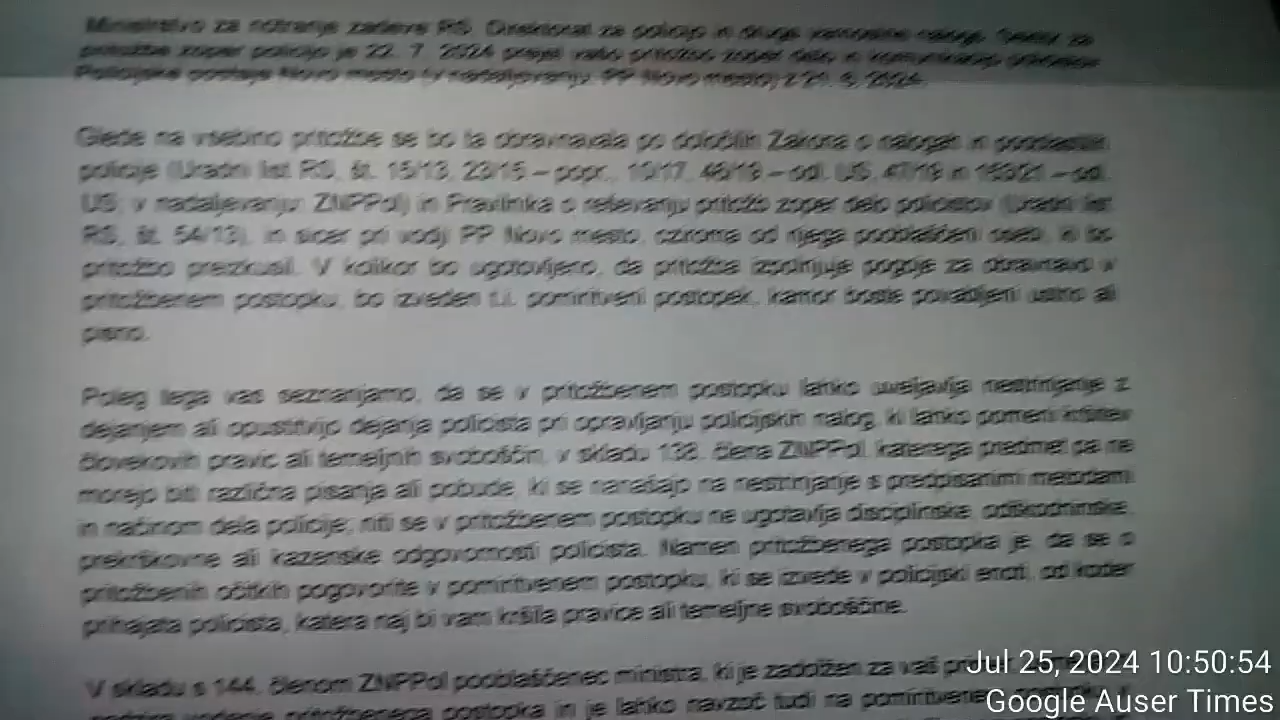 Ministrstvo za notranje zadeve RS, Direktorat za policijo in druge varnostne naloge, Sektor za
pritožbe zoper policijo je 22. 7. 2024 prejel vašo pritožbo zoper delo in komunikacijo
Policijske postaje Novo mesto (v nadaljevanju: PP Novo mesto)
Glede na vsebino pritožbe se bo ta obravnavala po določilih Zakona o nalogah in pooblastilih
policije (Uradni list RS, št. 15/13, 23/15 – popr., 10/17, 46/19 – odl. US, 47/19 in 153/21 – odl.
US; v nadaljevanju: ZNPPol) in Pravilnika o reševanju pritožb zoper delo policistov (Uradni list
RS, št. 54/13), in sicer pri vodji PP Novo mesto, oziroma od njega pooblaščeni osebi, ki bo
pritožbo preizkusil. V kolikor bo ugotovljeno, da pritožba izpolnjuje pogoje za obravnavo v
pritožbenem postopku, bo izveden t.i. pomiritveni postopek, kamor boste povabljeni ustno ali
pisno.
Poleg tega vas seznanjamo, da se v pritožbenem postopku lahko uveljavlja nestrinjanje z
dejanjem ali opustitvijo dejanja policista pri opravljanju policijskih nalog, ki lahko pomeni kršitev
človekovih pravic ali temeljnih svoboščin, v skladu 138. člena ZNPPol, katerega predmet pa ne
morejo biti različna pisanja ali pobude, ki se nanašajo na nestrinjanje s predpisanimi metodami
in načinom dela policije; niti se v pritožbenem postopku ne ugotavlja disciplinske, odškodninske,
prekrškovne ali kazenske odgovornosti policista. Namen pritožbenega postopka je, da se o
pritožbenih očitkih pogovorite v pomiritvenem postopku, ki se izvede v policijski enoti, od koder
prihajata policista, katera naj bi vam kršila pravice ali temeljne svoboščine.
V skladu s 144. členom ZNPPol pooblaščenec ministra, ki je zadolžen za vaš
vodenje pritožbenega postopka in je lahko navzoč tudi na pomiritvenem
Jul 25, 2024 10:50:54
Google Auser Times